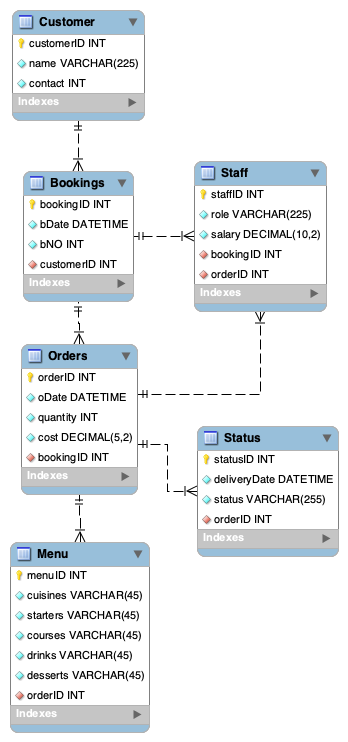 Customer
customerID INT
name VARCHAR(225)
contact INT
Indexes
Bookings
bookingID INT
bDate DATETIME
bNO INT
customerID INT
Indexes
Staff
staffID INT
role VARCHAR(225)
salary DECIMAL(10,2)
bookingID INT
orderID INT
Indexes
Orders
orderID INT
oDate DATETIME
quantity INT
cost DECIMAL(5,2)
bookingID INT
Indexes
Status
statusID INT
deliveryDate DATETIME
status VARCHAR(255)
orderID INT
Indexes
Menu
menuID INT
cuisines VARCHAR(45)
starters VARCHAR(45)
courses VARCHAR(45)
drinks VARCHAR(45)
desserts VARCHAR(45)
orderID INT
Indexes